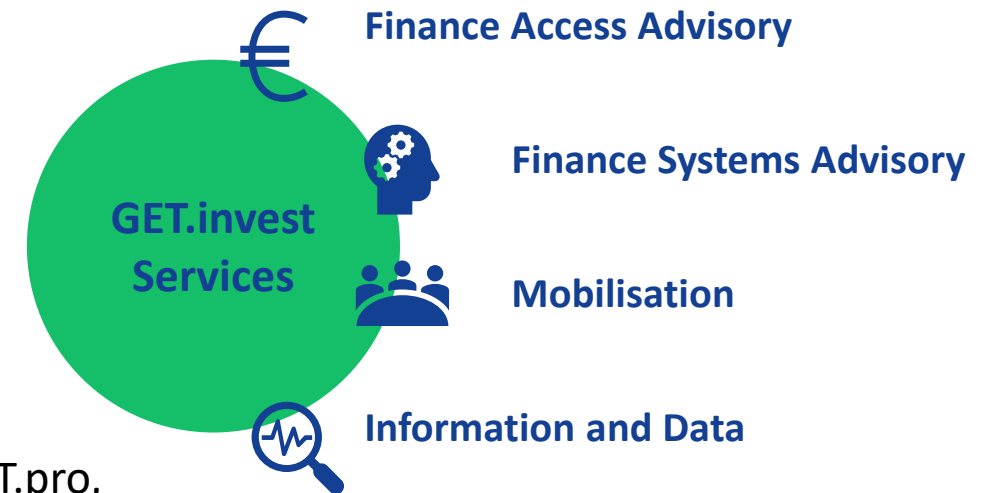 Finance Access Advisory
Finance Systems Advisory
GET.invest
Services
Mobilisation
Information and Data
T.pro,